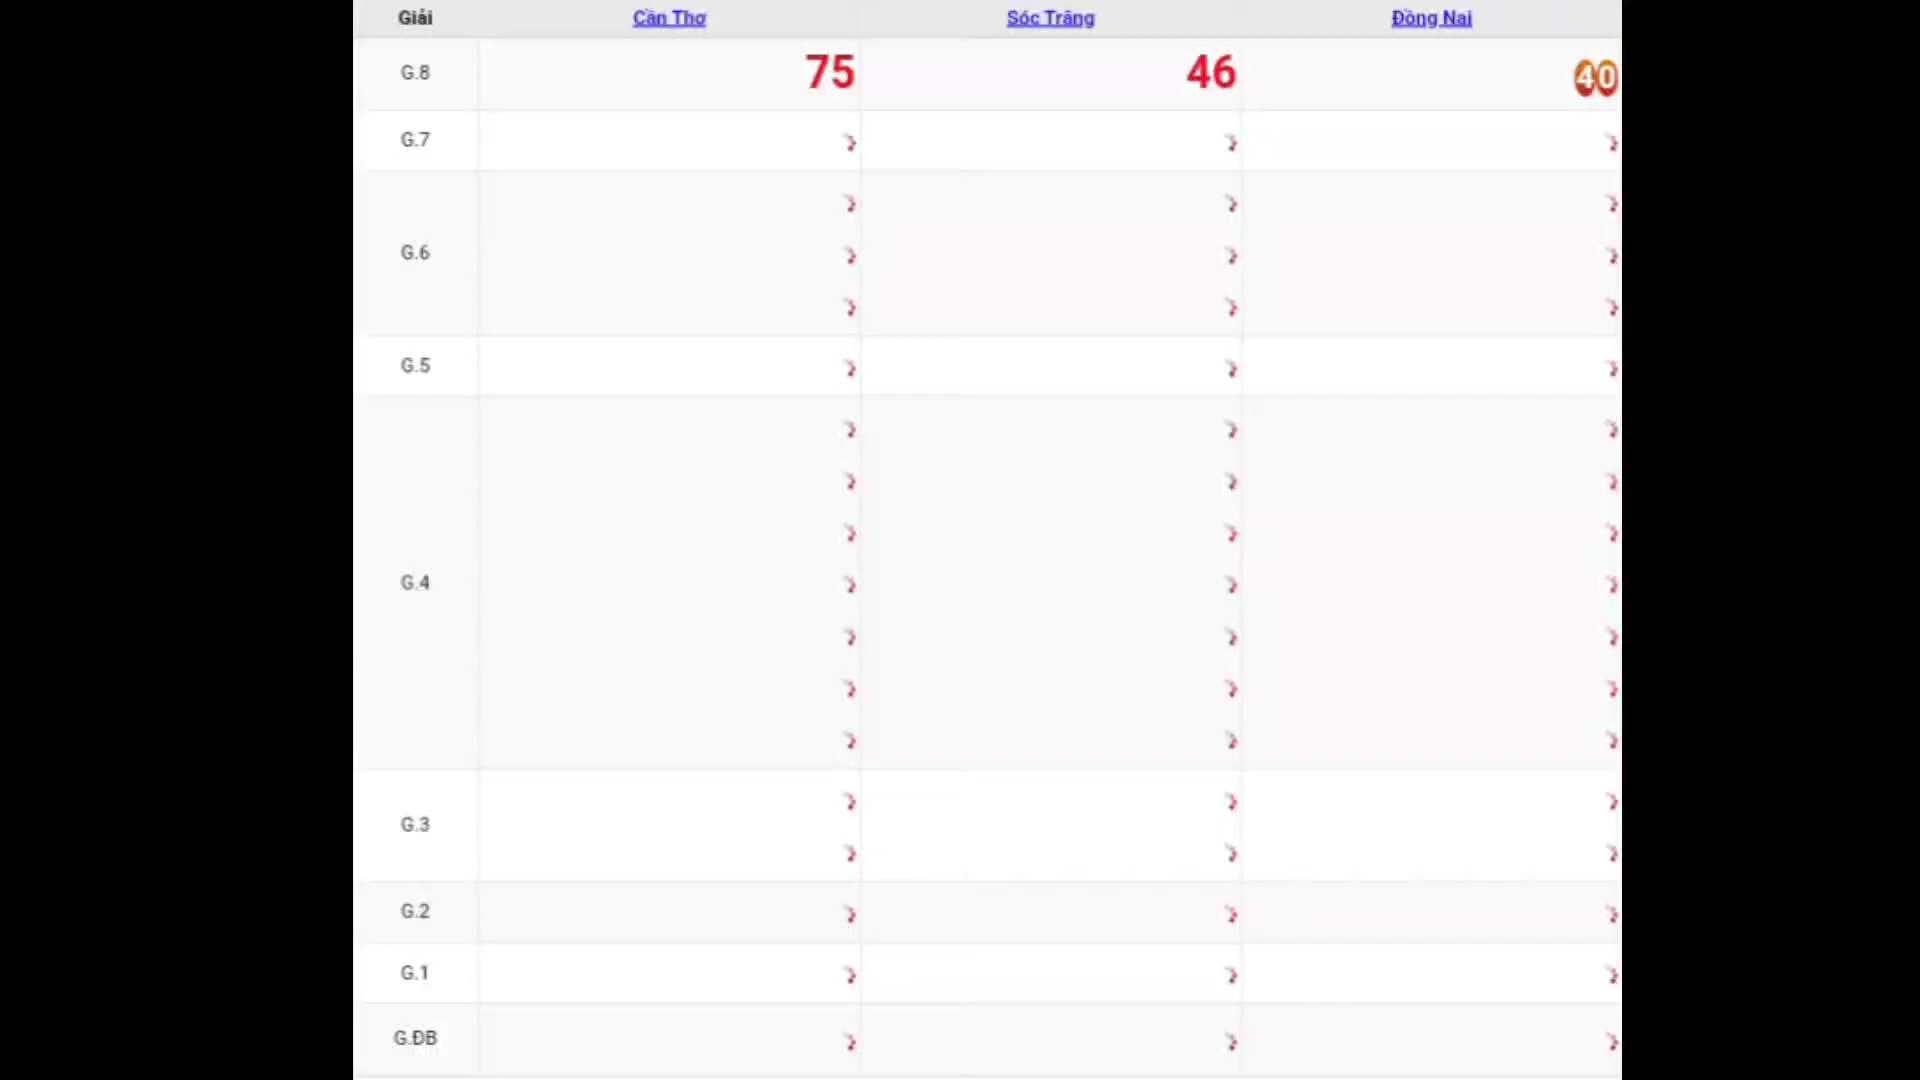 Giải Cần Thơ Sóc Trăng Đồng Nai
G.8 75 46 40
G.7
G.6
G.5
G.4
G.3
G.2
G.1
G.ĐB